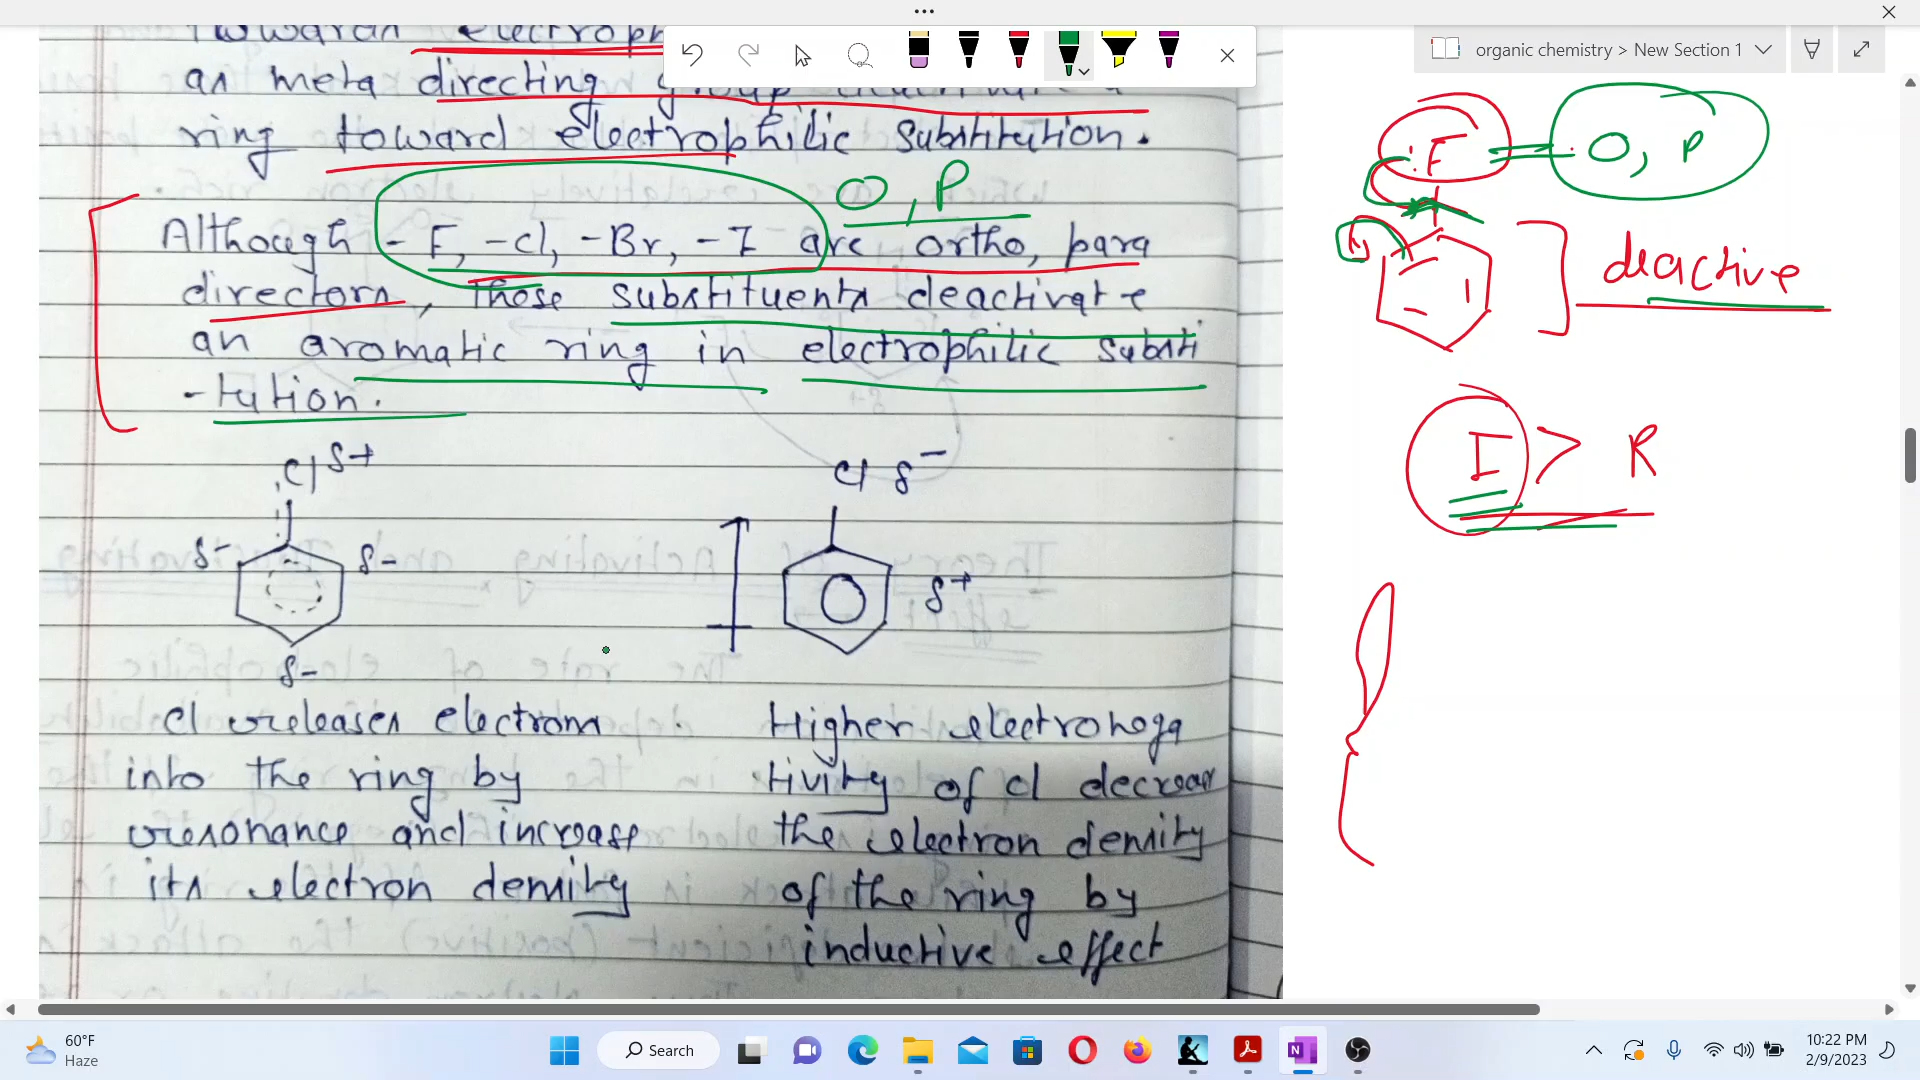 organic chemistry > New Section 1
an meta directing
ring toward electrophilic substitution.
O, P
Although - F, -Cl, -Br, -I are ortho, para
directors, These substituents deactivate
an aromatic ring in electrophilic substi
-tution.
Cl δ+
δ- δ-
δ-
Cl δ-
δ+
Cl releases electrom
into the ring by
resonance and increase
its electron density
Higher electronega
tivity of cl decrear
the electron density
of the ring by
inductive effect
:F = O, P
deactive
I > R
60°F
Haze
Search
10:22 PM
2/9/2023